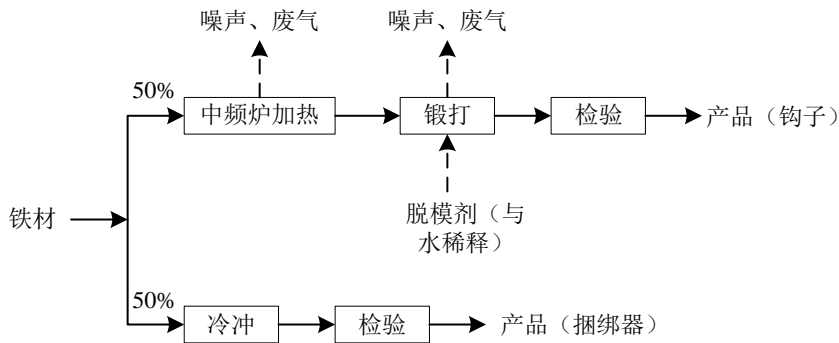 噪声、废气
噪声、废气
50%
中频炉加热
锻打
检验
产品（钩子）
铁材
脱模剂（与
水稀释）
50%
冷冲
检验
产品（捆绑器）